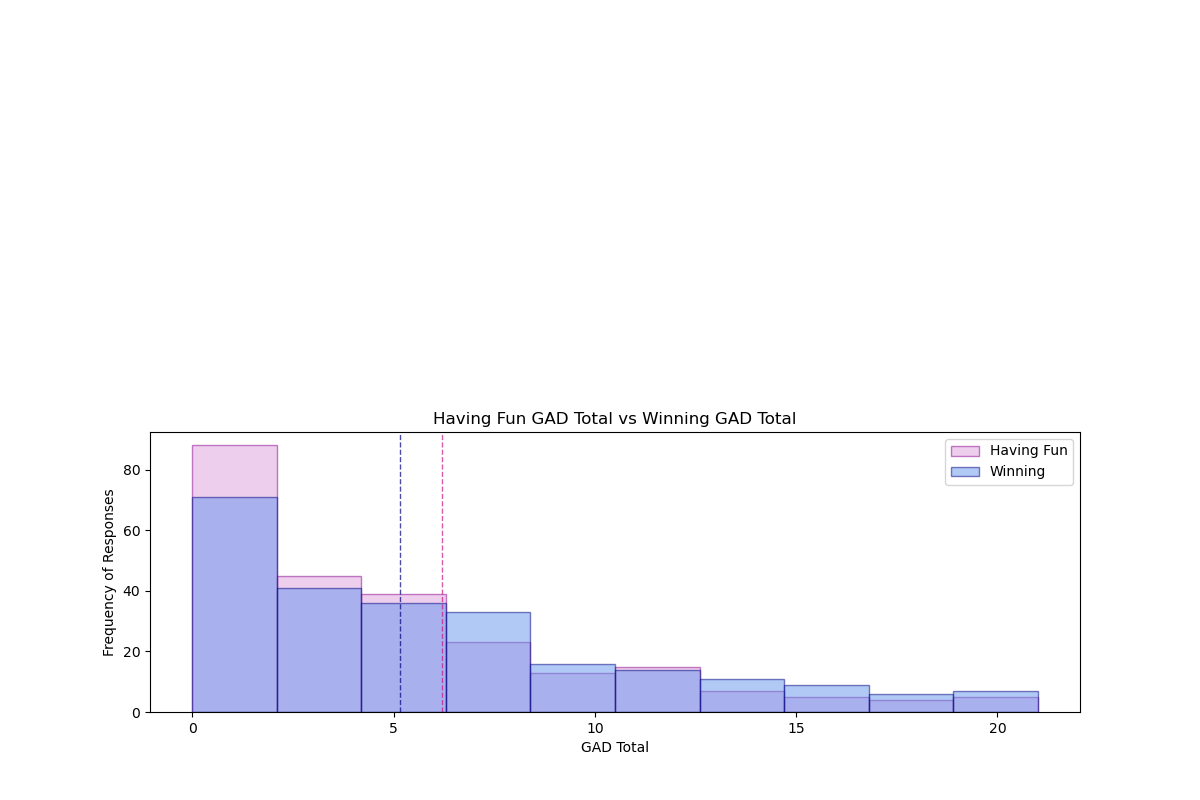 Having Fun GAD Total vs Winning GAD Total
Having Fun
Winning
Frequency of Responses
80
60
40
20
0
0 5 10 15 20
GAD Total